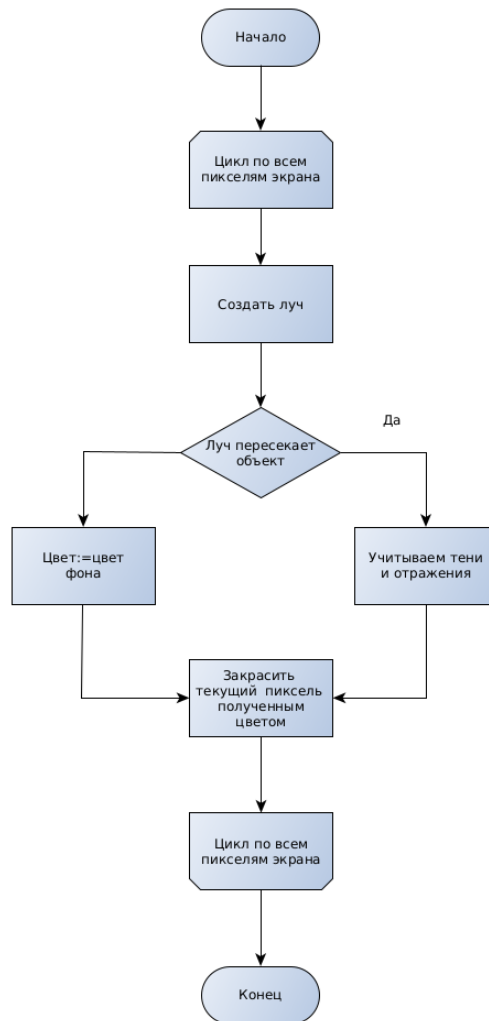 Начало
Цикл по всем
пикселям экрана
Создать луч
Да
Луч пересекает
объект
Цвет:=цвет
фона
Учитываем тени
и отражения
Закрасить
текущий пиксель
полученным
цветом
Цикл по всем
пикселям экрана
Конец